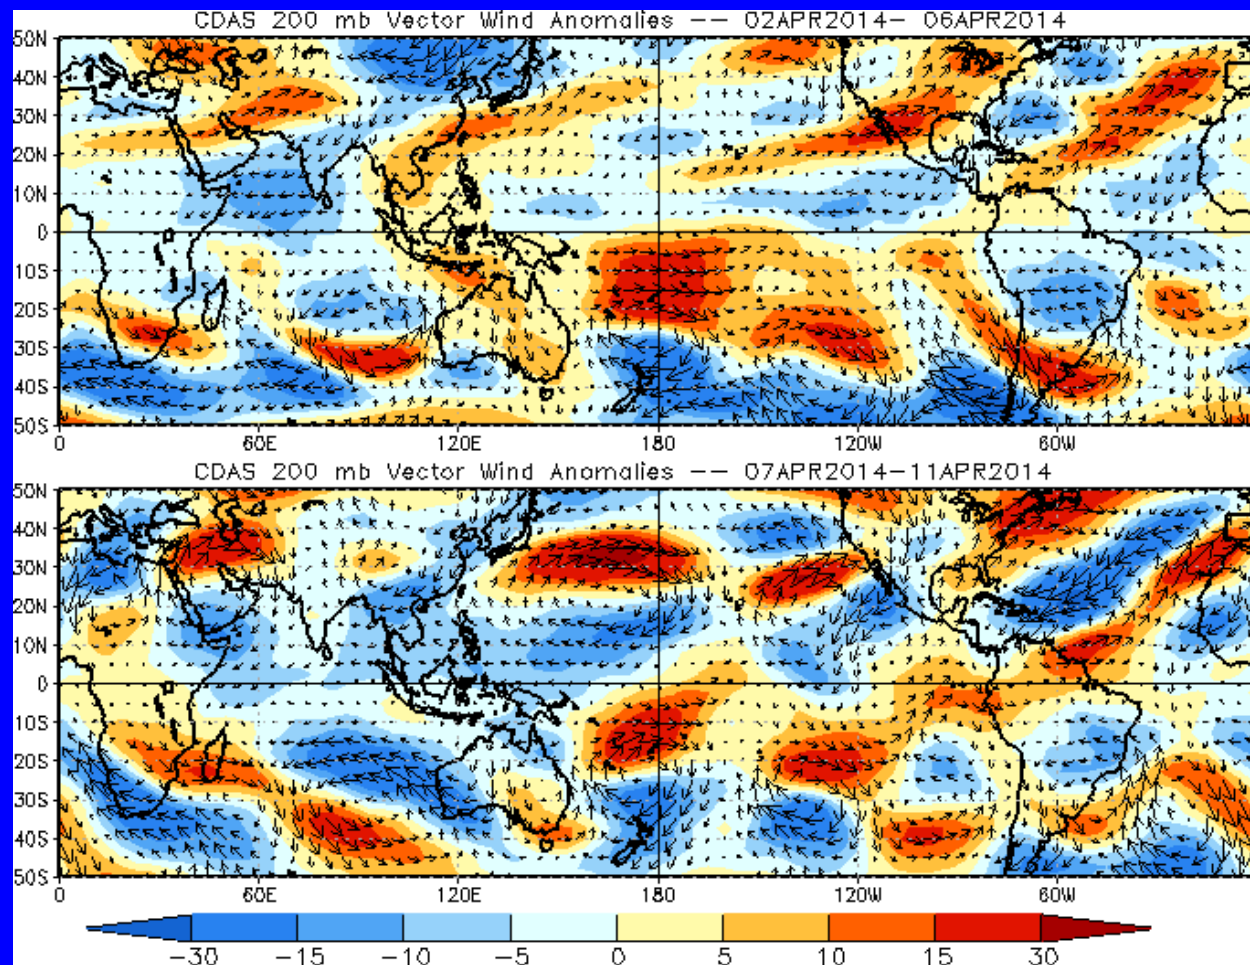 CDAS 200 mb Vector Wind Anomalies -- 02APR2014- 06APR2014
50N
40N
30N
20N
10N
0
10S
20S
30S
40S
50S
0 60E 120E 180 120W 60W
CDAS 200 mb Vector Wind Anomalies -- 07APR2014-11APR2014
50N
40N
30N
20N
10N
0
10S
20S
30S
40S
50S
0 60E 120E 180 120W 60W
-30 -15 -10 -5 0 5 10 15 30